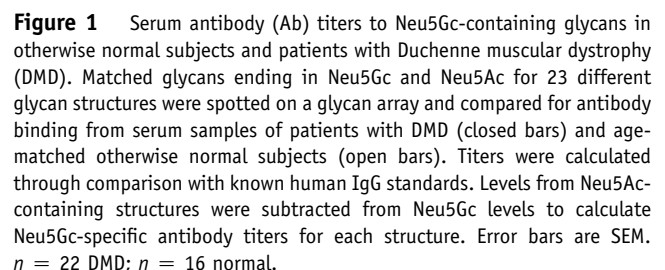 Figure 1 Serum antibody (Ab) titers to Neu5Gc-containing glycans in
otherwise normal subjects and patients with Duchenne muscular dystrophy
(DMD). Matched glycans ending in Neu5Gc and Neu5Ac for 23 different
glycan structures were spotted on a glycan array and compared for antibody
binding from serum samples of patients with DMD (closed bars) and age-
matched otherwise normal subjects (open bars). Titers were calculated
through comparison with known human IgG standards. Levels from Neu5Ac-
containing structures were subtracted from Neu5Gc levels to calculate
Neu5Gc-specific antibody titers for each structure. Error bars are SEM.
n = 22 DMD; n = 16 normal.